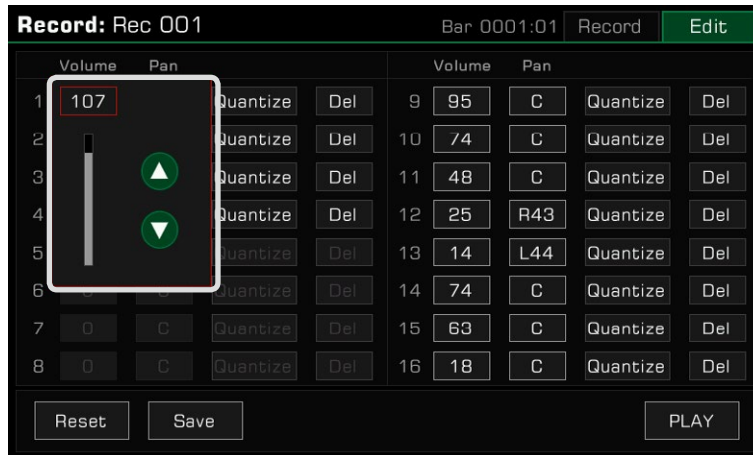 Record: Rec 001 Bar 0001:01 Record Edit
Volume Pan Volume Pan
1 107 Quantize Del 9 95 C Quantize Del
2 Quantize Del 10 74 C Quantize Del
3 Quantize Del 11 48 C Quantize Del
4 Quantize Del 12 25 R43 Quantize Del
5 Quantize Del 13 14 L44 Quantize Del
6 0 C Quantize Del 14 74 C Quantize Del
7 0 C Quantize Del 15 63 C Quantize Del
8 0 C Quantize Del 16 18 C Quantize Del
Reset Save PLAY